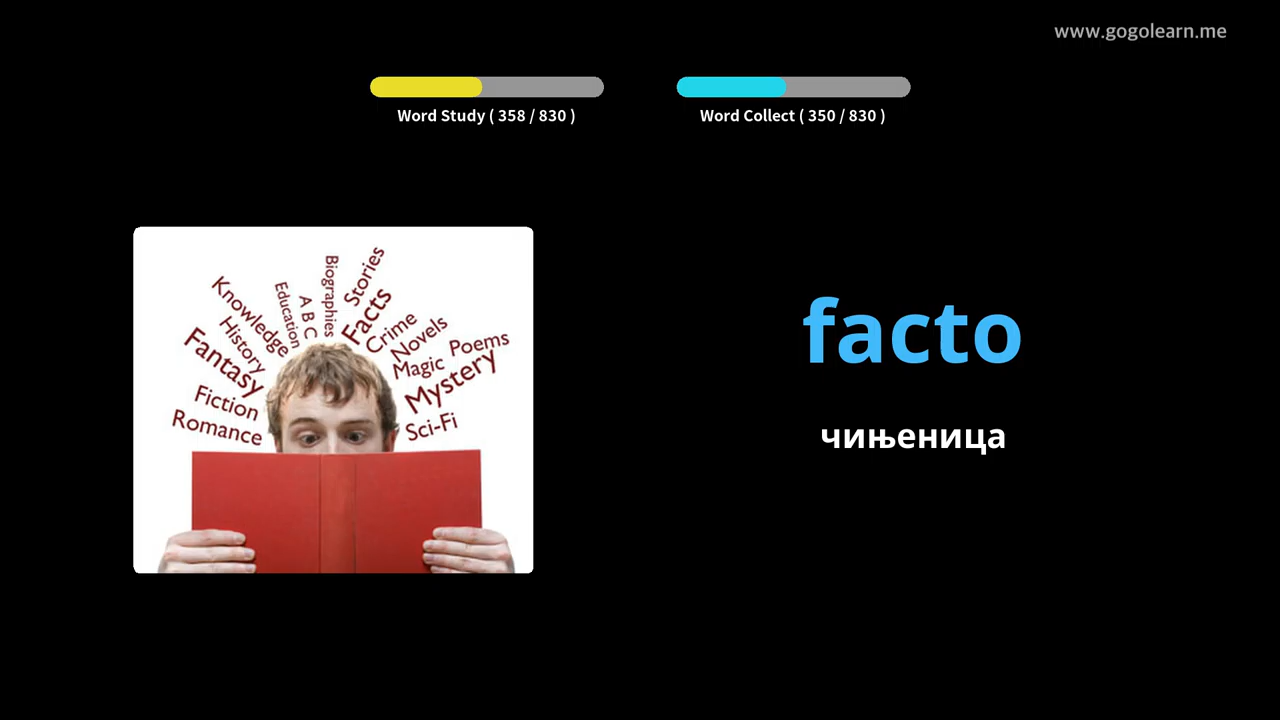 www.gogolearn.me
Word Study ( 358 / 830 )
Word Collect ( 350 / 830 )
Biographies
Stories
Knowledge
Education
A B C
Facts
History
Crime
Novels
Fantasy
Magic
Poems
Mystery
Fiction
Romance
Sci-Fi
facto
чињеница